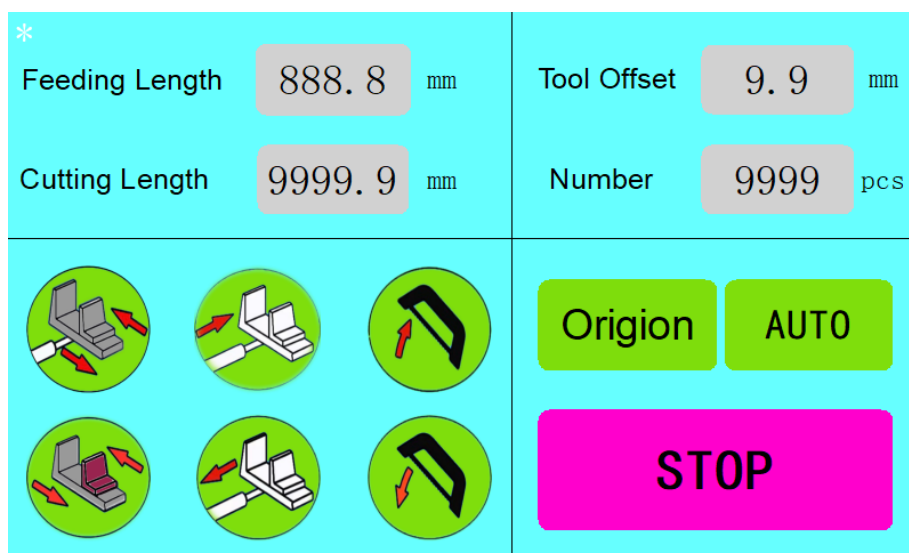 *
Feeding Length 888.8 mm
Cutting Length 9999.9 mm
Tool Offset 9.9 mm
Number 9999 pcs
Origion AUTO
STOP